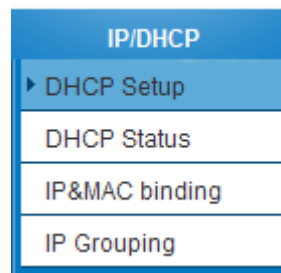 IP/DHCP
DHCP Setup
DHCP Status
IP&MAC binding
IP Grouping